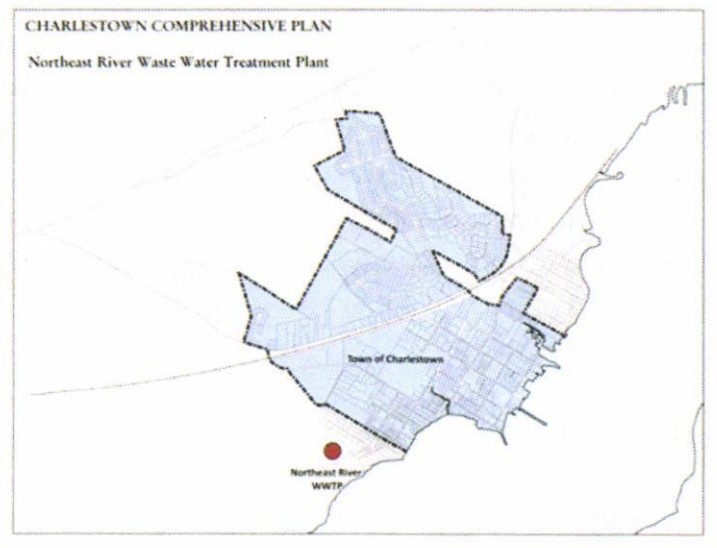 CHARLESTOWN COMPREHENSIVE PLAN
Northeast River Waste Water Treatment Plant
Town of Charlestown
Northeast River
WWTP